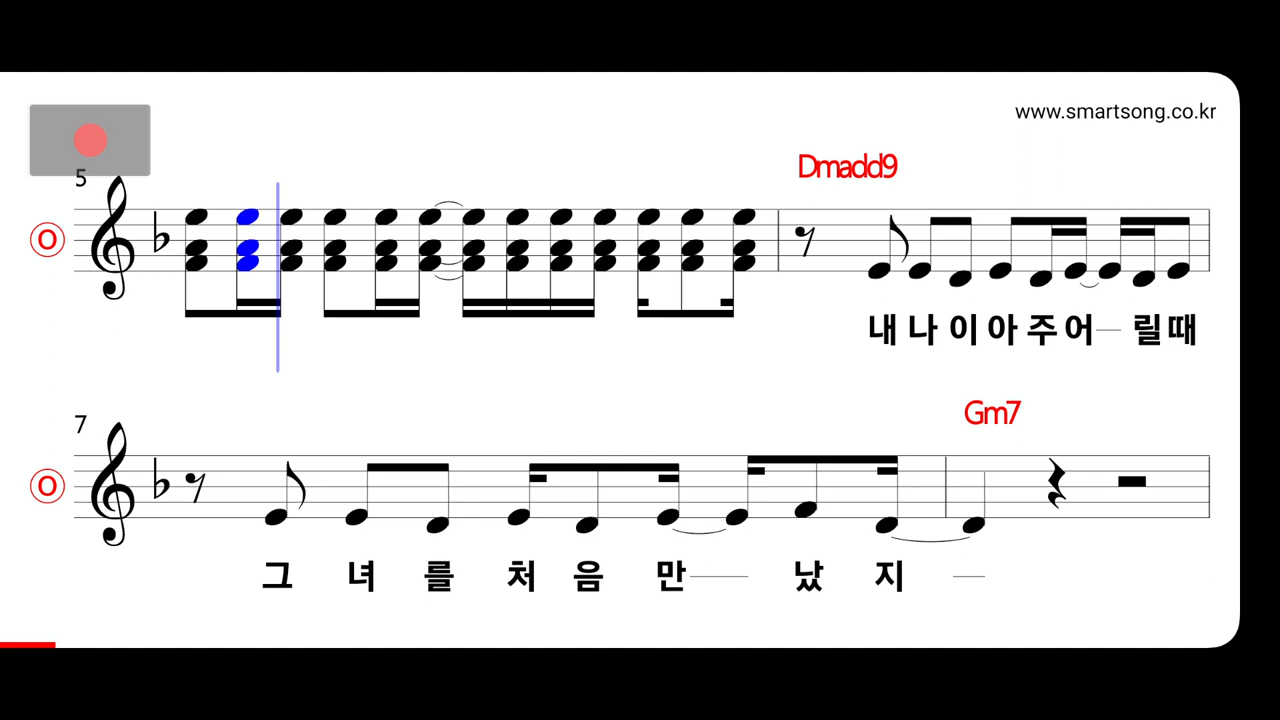 www.smartsong.co.kr
Dmadd9
5
O
내 나 이 아 주 어 릴 때
Gm7
7
O
그 녀 를 처 음 만 났 지